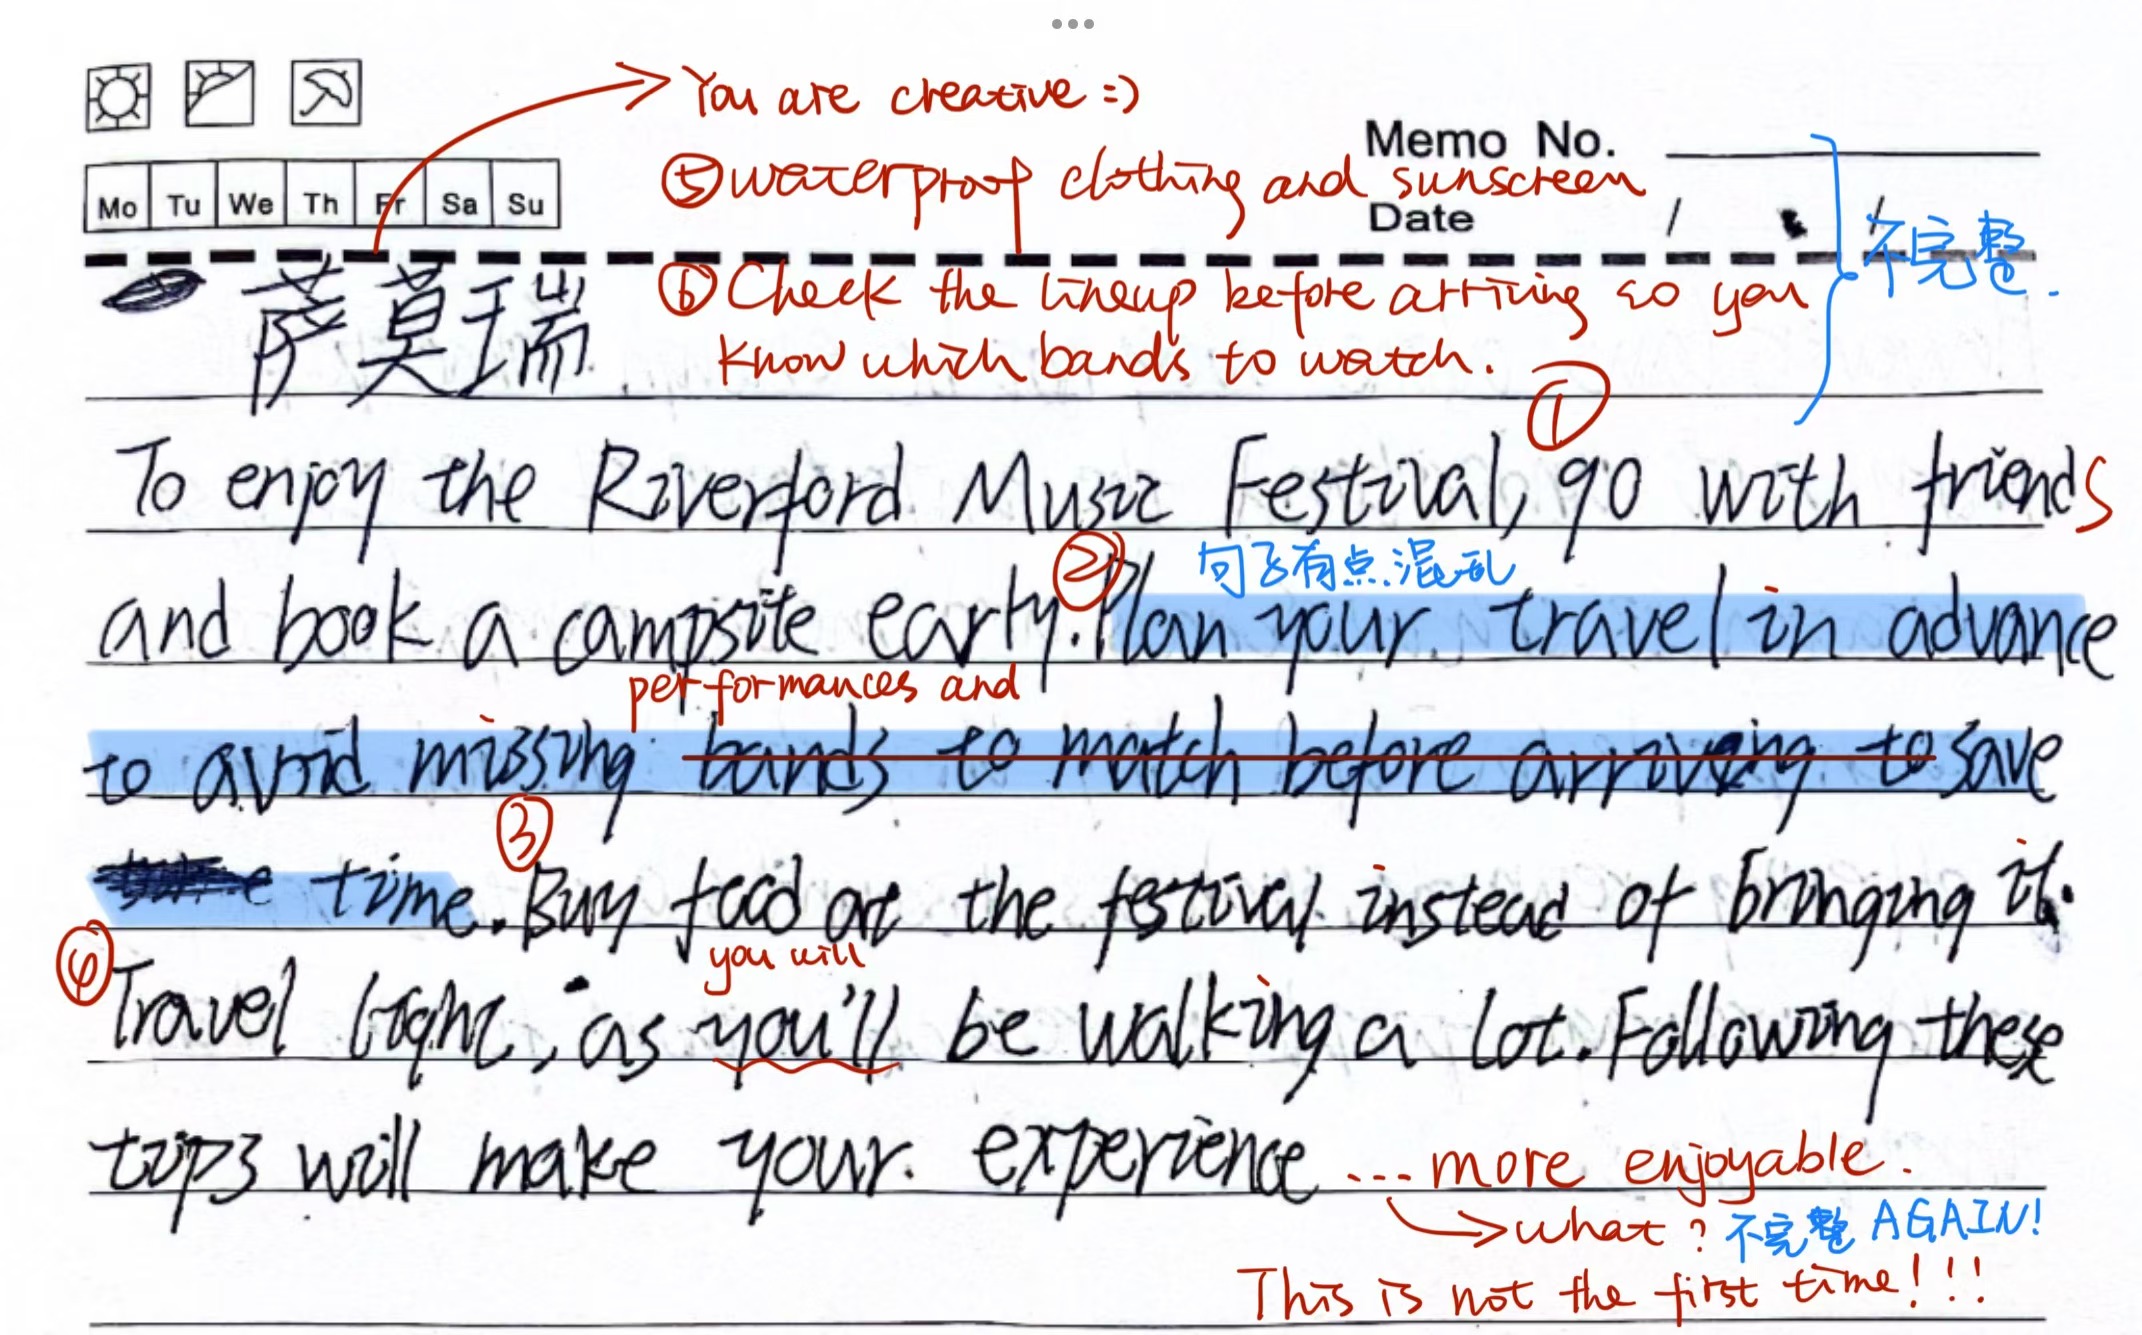 You are creative =)
Memo No.
⑤ waterproof clothing and sunscreen
Mo Tu We Th Fr Sa Su
Date / /
不完整.
⑥ Check the lineup before arriving so you
萨莫瑞
know which bands to watch.
①
To enjoy the Riverford Music Festival, go with friends
② 句子有点混乱
and book a campsite early. Plan your travel in advance
performances and
to avoid missing bands to match before arriveing to save
③
time. Buy food at the festival instead of bringing it.
④ you will
Travel light, as you'll be walking a lot. Following these
tips will make your experience ... more enjoyable.
what? 不完整 AGAIN!
This is not the first time!!!